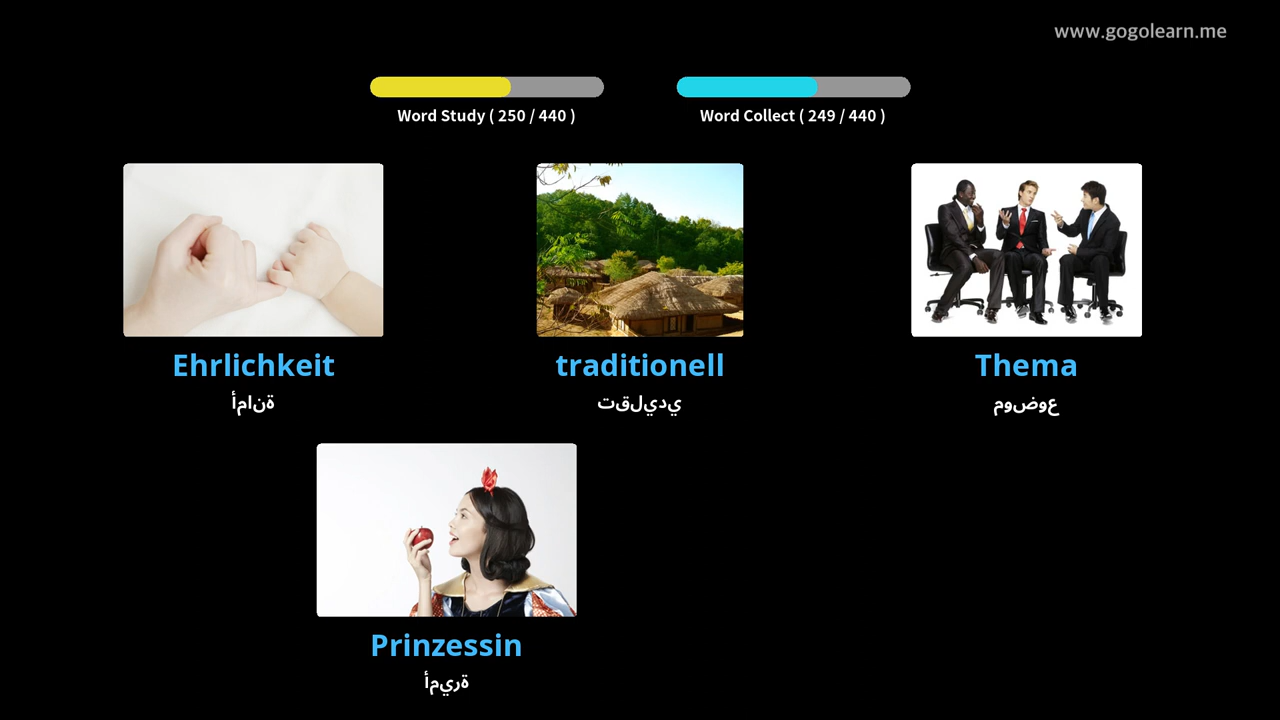 www.gogolearn.me
Word Study ( 250 / 440 )
Word Collect ( 249 / 440 )
Ehrlichkeit
أمانة
traditionell
تقليدي
Thema
موضوع
Prinzessin
أميرة